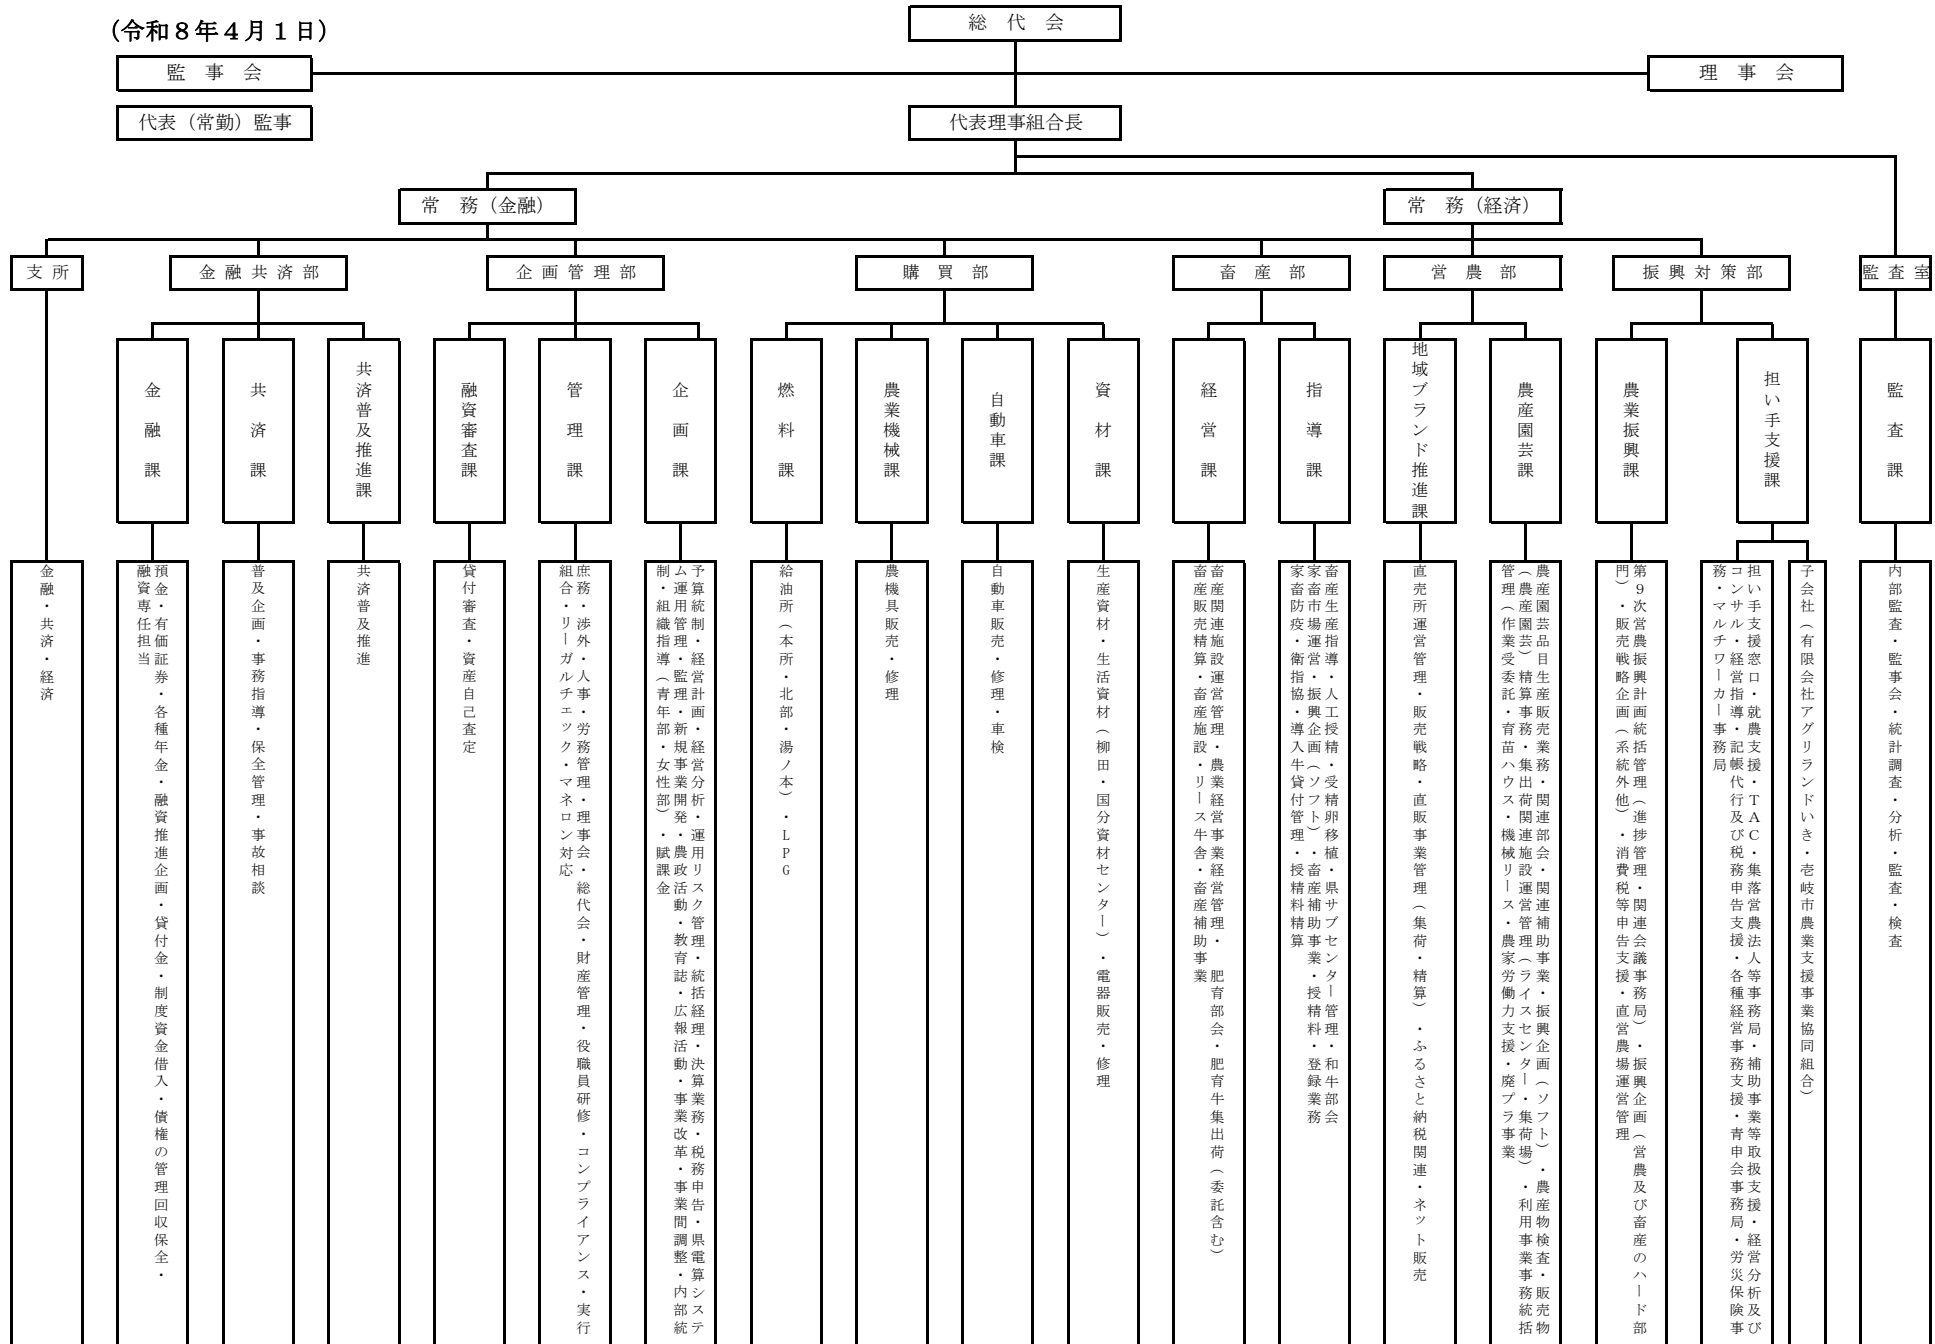 (令和８年４月１日)
総　代　会
監　事　会
理　事　会
代表（常勤）監事
代表理事組合長
常　務（金融）
常　務（経済）
支所
金融共済部
企画管理部
購買部
畜産部
営農部
振興対策部
監査室
金融課
共済課
共済普及推進課
融資審査課
管理課
企画課
燃料課
農業機械課
自動車課
資材課
経営課
指導課
地域ブランド推進課
農産園芸課
農業振興課
担い手支援課
監査課
金融・共済・経済
預金・有価証券・各種年金・融資推進企画・貸付金・制度資金借入・債権の管理回収保全・
融資専任担当
普及企画・事務指導・保全管理・事故相談
共済普及推進
貸付審査・資産自己査定
庶務・渉外・人事・労務管理・理事会・総代会・財産管理・役職員研修・コンプライアンス・実行
組合・リーガルチェック・マネロン対応
予算統制・経営計画・経営分析・運用リスク管理・統括経理・決算業務・税務申告・県電算システ
ム運用管理・監理・新規事業開発・農政活動・教育誌・広報活動・事業改革・事業間調整・内部統
制・組織指導（青年部・女性部）・賦課金
給油所（本所・北部・湯ノ本）・ＬＰＧ
農機具販売・修理
自動車販売・修理・車検
生産資材・生活資材（柳田・国分資材センター）・電器販売・修理
畜産関連施設運営管理・農業経営事業経営管理・肥育部会・肥育牛集出荷（委託含む）
畜産販売精算・畜産施設・リース牛舎・畜産補助事業
畜産生産指導・人工授精・受精卵移植・県サブセンター管理・和牛部会
家畜市場運営・振興企画（ソフト）・畜産補助事業・授精料・登録業務
家畜防疫・衛指協・導入牛貸付管理・授精料精算
直売所運営管理・販売戦略・直販事業管理（集荷・精算）・ふるさと納税関連・ネット販売
農産園芸品目生産販売業務・関連部会・関連補助事業・振興企画（ソフト）・農産物検査・販売物
（農産園芸）精算事務・集出荷関連施設運営管理（ライスセンター・集荷場）・利用事業事務統括
管理（作業受委託・育苗ハウス・機械リース・農家労働力支援・廃プラ事業
第９次営農振興計画統括管理（進捗管理・関連会議事務局）・振興企画（営農及び畜産のハード部
門）・販売戦略企画（系統外他）・消費税等申告支援・直営農場運営管理
担い手支援窓口・就農支援・ＴＡＣ・集落営農法人等事務局・補助事業等取扱支援・経営分析及び
コンサル・経営指導・記帳代行及び税務申告支援・各種経営事務支援・青申会事務局・労災保険事
務・マルチワーカー事務局
子会社（有限会社アグリランドいき・壱岐市農業支援事業協同組合）
内部監査・監事会・統計調査・分析・監査・検査